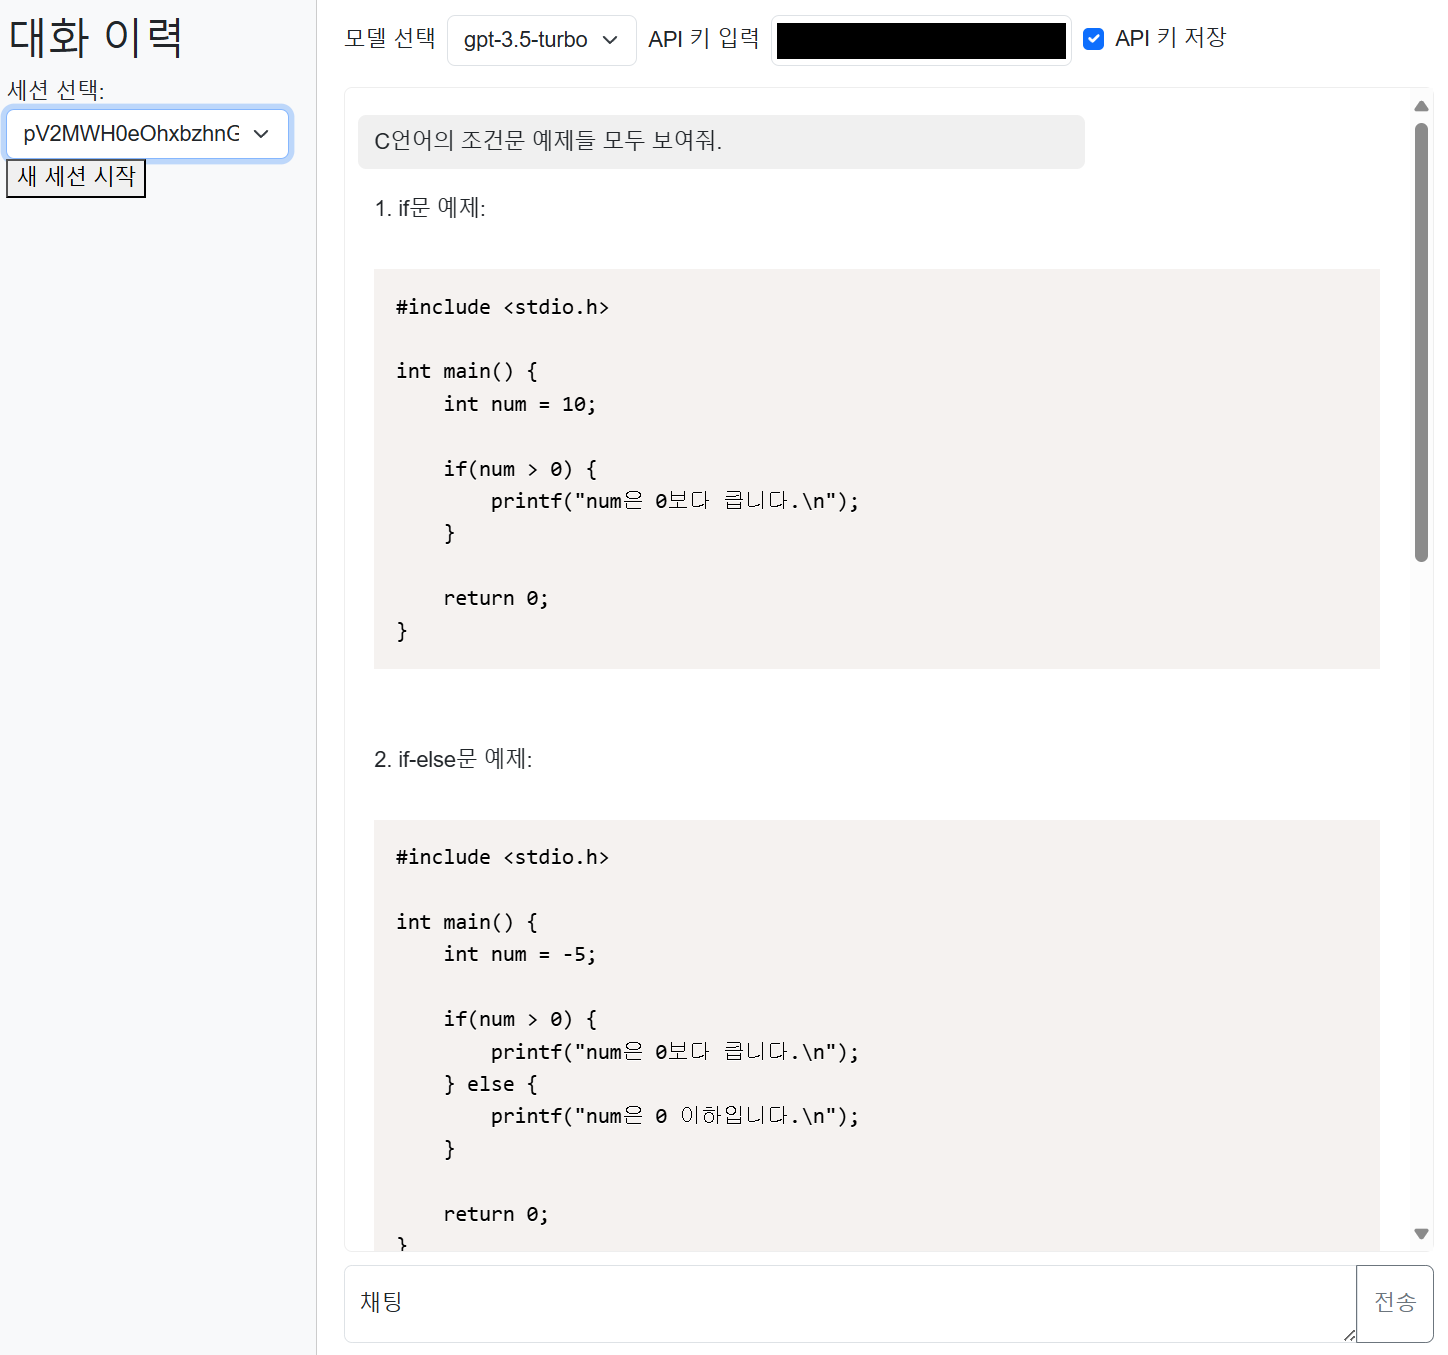 대화 이력
세션 선택:
pV2MWH0eOhxbzhnG
새 세션 시작
모델 선택 gpt-3.5-turbo API 키 입력 API 키 저장
C언어의 조건문 예제들 모두 보여줘.
1. if문 예제:
#include <stdio.h>
int main() {
    int num = 10;
    if(num > 0) {
        printf("num은 0보다 큽니다.\n");
    }
    return 0;
}
2. if-else문 예제:
#include <stdio.h>
int main() {
    int num = -5;
    if(num > 0) {
        printf("num은 0보다 큽니다.\n");
    } else {
        printf("num은 0 이하입니다.\n");
    }
    return 0;
}
채팅
전송